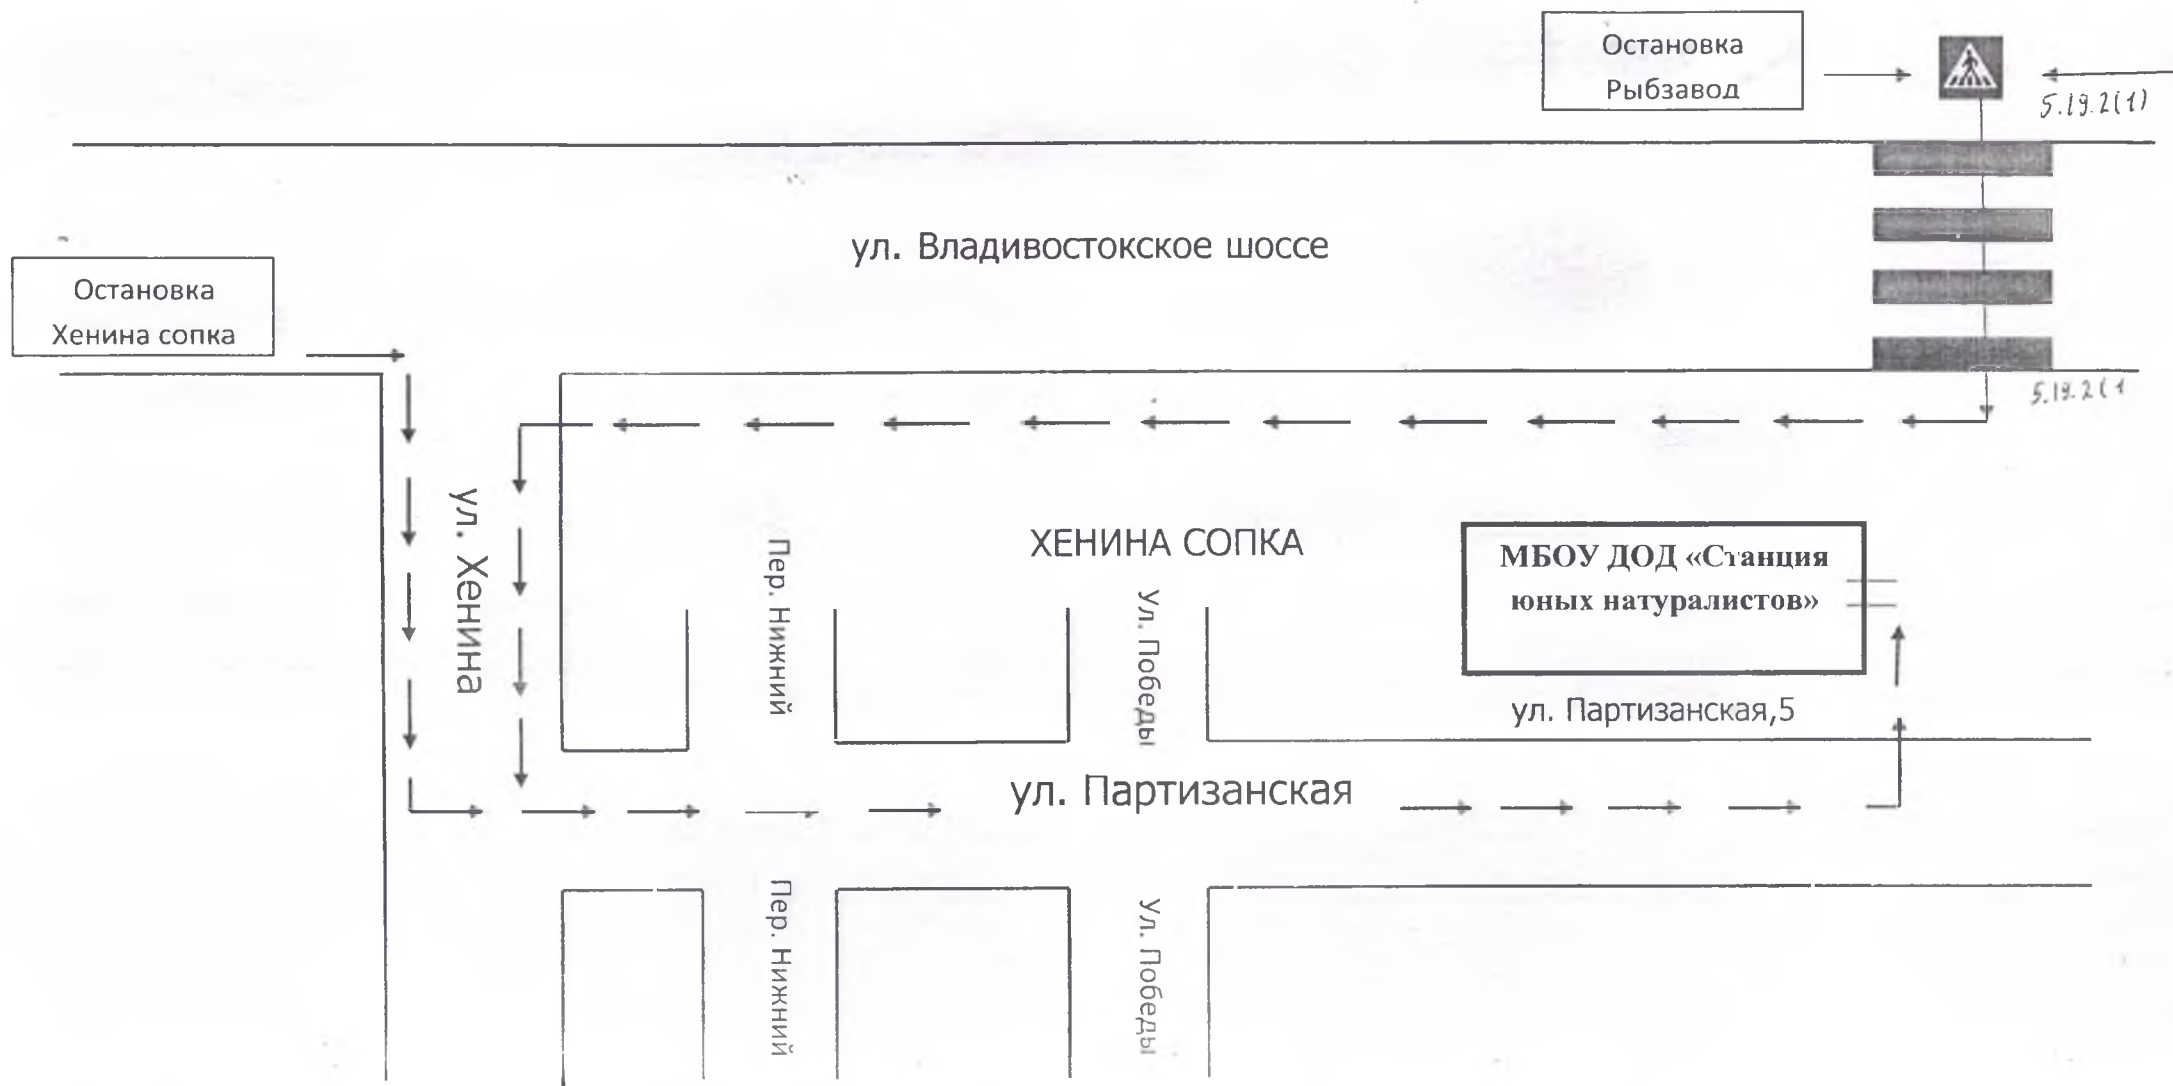 Остановка
Рыбзавод
5.19.2(1)
ул. Владивостокское шоссе
Остановка
Хенина сопка
5.19.2(1
ул. Хенина
Пер. Нижний
ХЕНИНА СОПКА
Ул. Победы
МБОУ ДОД «Станция
юных натуралистов»
ул. Партизанская,5
ул. Партизанская
Пер. Нижний
Ул. Победы